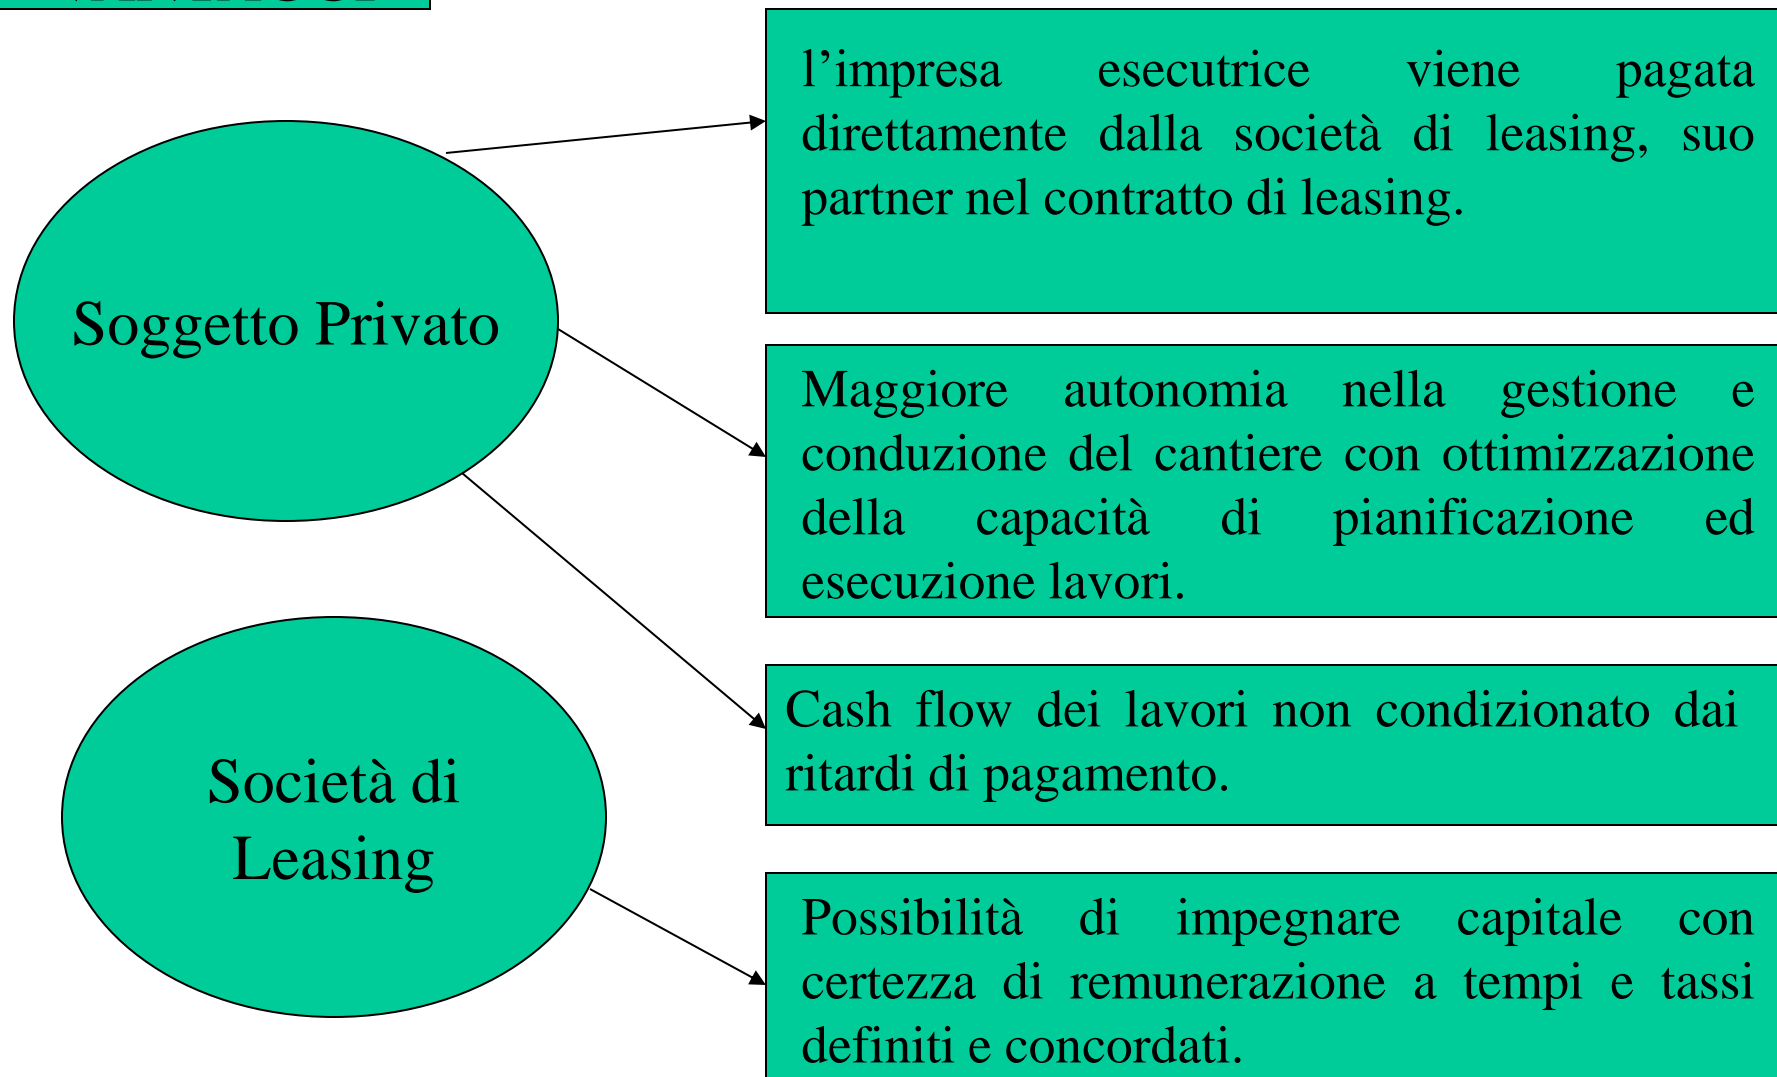 Soggetto Privato
l’impresa esecutrice viene pagata
direttamente dalla società di leasing, suo
partner nel contratto di leasing.
Maggiore autonomia nella gestione e
conduzione del cantiere con ottimizzazione
della capacità di pianificazione ed
esecuzione lavori.
Cash flow dei lavori non condizionato dai
ritardi di pagamento.
Società di
Leasing
Possibilità di impegnare capitale con
certezza di remunerazione a tempi e tassi
definiti e concordati.